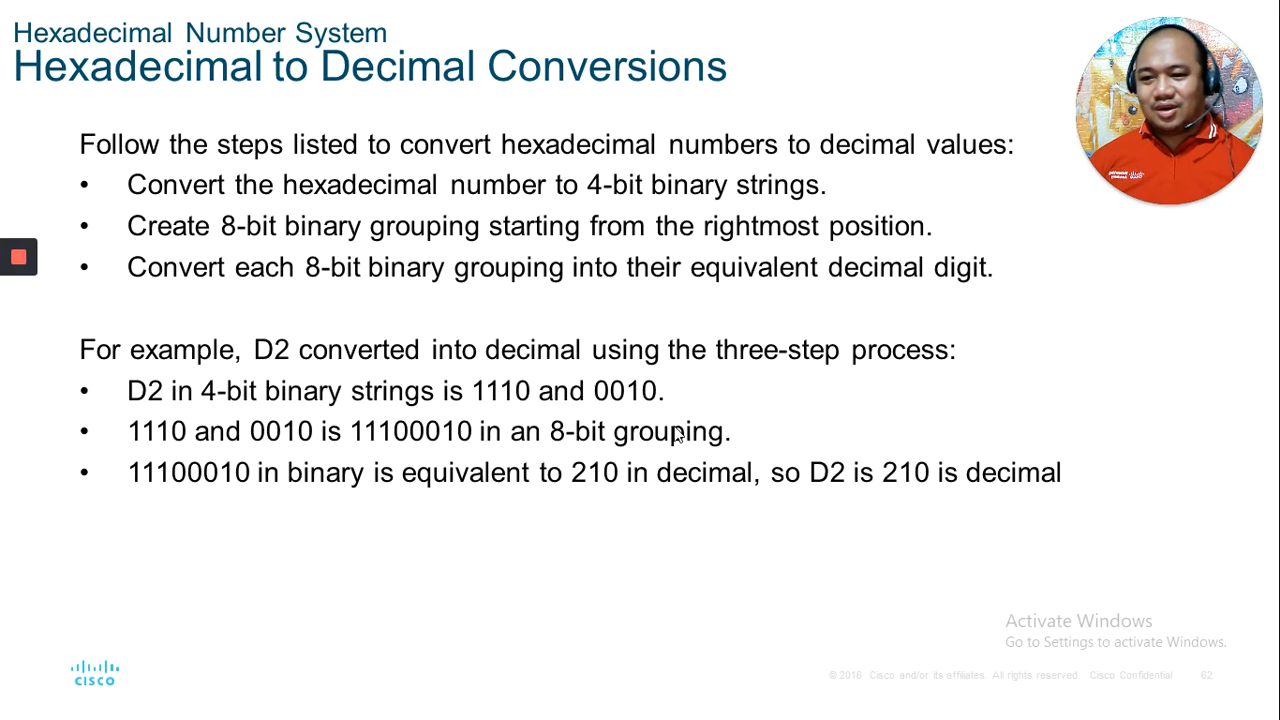 Hexadecimal Number System
Hexadecimal to Decimal Conversions
Follow the steps listed to convert hexadecimal numbers to decimal values:
• Convert the hexadecimal number to 4-bit binary strings.
• Create 8-bit binary grouping starting from the rightmost position.
• Convert each 8-bit binary grouping into their equivalent decimal digit.
For example, D2 converted into decimal using the three-step process:
• D2 in 4-bit binary strings is 1110 and 0010.
• 1110 and 0010 is 11100010 in an 8-bit grouping.
• 11100010 in binary is equivalent to 210 in decimal, so D2 is 210 is decimal
Activate Windows
Go to Settings to activate Windows.
CISCO
© 2016 Cisco and/or its affiliates. All rights reserved. Cisco Confidential 62